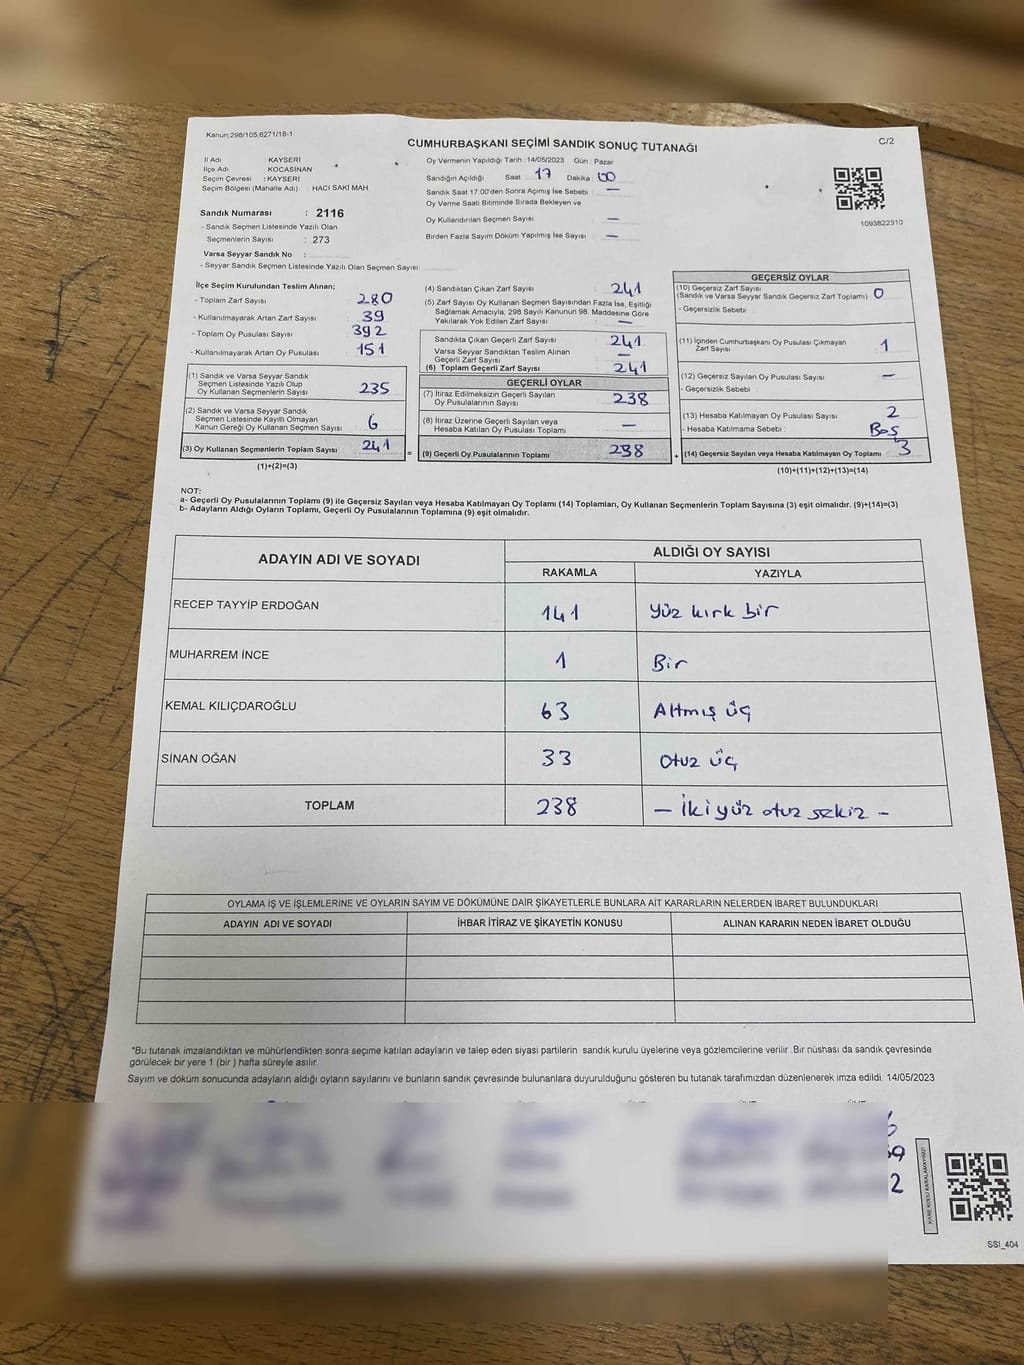 Kanun:298/105,6271/18-1
CUMHURBAŞKANI SEÇİMİ SANDIK SONUÇ TUTANAĞI
C/2
İl Adı : KAYSERİ
İlçe Adı : KOCASİNAN
Seçim Çevresi : KAYSERİ
Seçim Bölgesi (Mahalle Adı) : HACI SAKİ MAH
Sandık Numarası : 2116
- Sandık Seçmen Listesinde Yazılı Olan
Seçmenlerin Sayısı : 273
Varsa Seyyar Sandık No :
- Seyyar Sandık Seçmen Listesinde Yazılı Olan Seçmen Sayısı:
Oy Vermenin Yapıldığı Tarih : 14/05/2023 Gün : Pazar
Sandığın Açıldığı Saat 17 Dakika 00
Sandık Saat 17:00'den Sonra Açımış İse Sebebi : —
Oy Verme Saati Bitiminde Sırada Bekleyen ve
Oy Kullandırılan Seçmen Sayısı : —
Birden Fazla Sayım Döküm Yapılmış İse Sayısı : —
1093822310
İlçe Seçim Kurulundan Teslim Alınan;
- Toplam Zarf Sayısı 280
- Kullanılmayarak Artan Zarf Sayısı : 39
- Toplam Oy Pusulası Sayısı 392
- Kullanılmayarak Artan Oy Pusulası : 151
(1) Sandık ve Varsa Seyyar Sandık
Seçmen Listesinde Yazılı Olup
Oy Kullanan Seçmenlerin Sayısı : 235
(2) Sandık ve Varsa Seyyar Sandık
Seçmen Listesinde Kayıtlı Olmayan
Kanun Gereği Oy Kullanan Seçmen Sayısı : 6
(3) Oy Kullanan Seçmenlerin Toplam Sayısı : 241
(1)+(2)=(3)
(4) Sandıktan Çıkan Zarf Sayısı : 241
(5) Zarf Sayısı Oy Kullanan Seçmen Sayısından Fazla İse, Eşitliği
Sağlamak Amacıyla; 298 Sayılı Kanunun 98. Maddesine Göre
Yakılarak Yok Edilen Zarf Sayısı : —
Sandıkta Çıkan Geçerli Zarf Sayısı : 241
Varsa Seyyar Sandıktan Teslim Alınan
Geçerli Zarf Sayısı : —
(6) Toplam Geçerli Zarf Sayısı : 241
GEÇERLİ OYLAR
(7) İtiraz Edilmeksizin Geçerli Sayılan
Oy Pusulalarının Sayısı : 238
(8) İtiraz Üzerine Geçerli Sayılan veya
Hesaba Katılan Oy Pusulası Toplamı : —
= (9) Geçerli Oy Pusulalarının Toplamı : 238
GEÇERSİZ OYLAR
(10) Geçersiz Zarf Sayısı
(Sandık ve Varsa Seyyar Sandık Geçersiz Zarf Toplamı) : 0
- Geçersizlik Sebebi
(11) İçinden Cumhurbaşkanı Oy Pusulası Çıkmayan
Zarf Sayısı : 1
(12) Geçersiz Sayılan Oy Pusulası Sayısı : —
- Geçersizlik Sebebi :
(13) Hesaba Katılmayan Oy Pusulası Sayısı : 2
- Hesaba Katılmama Sebebi : Boş
+ (14) Geçersiz Sayılan veya Hesaba Katılmayan Oy Toplamı : 3
(10)+(11)+(12)+(13)=(14)
NOT:
a- Geçerli Oy Pusulalarının Toplamı (9) ile Geçersiz Sayılan veya Hesaba Katılmayan Oy Toplamı (14) Toplamları, Oy Kullanan Seçmenlerin Toplam Sayısına (3) eşit olmalıdır. (9)+(14)=(3)
b- Adayların Aldığı Oyların Toplamı, Geçerli Oy Pusulalarının Toplamına (9) eşit olmalıdır.
ADAYIN ADI VE SOYADI
ALDIĞI OY SAYISI
RAKAMLA YAZIYLA
RECEP TAYYİP ERDOĞAN 141 Yüz kırk bir
MUHARREM İNCE 1 Bir
KEMAL KILIÇDAROĞLU 63 Altmış üç
SİNAN OĞAN 33 otuz üç
TOPLAM 238 – İki yüz otuz sekiz –
OYLAMA İŞ VE İŞLEMLERİNE VE OYLARIN SAYIM VE DÖKÜMÜNE DAİR ŞİKAYETLERLE BUNLARA AİT KARARLARIN NELERDEN İBARET BULUNDUKLARI
ADAYIN ADI VE SOYADI İHBAR İTİRAZ VE ŞİKAYETİN KONUSU ALINAN KARARIN NEDEN İBARET OLDUĞU
*Bu tutanak imzalandıktan ve mühürlendikten sonra seçime katılan adayların ve talep eden siyasi partilerin sandık kurulu üyelerine veya gözlemcilerine verilir .Bir nüshası da sandık çevresinde
görülecek bir yere 1 (bir) hafta süreyle asılır.
Sayım ve döküm sonucunda adayların aldığı oyların sayılarını ve bunların sandık çevresinde bulunanlara duyurulduğunu gösteren bu tutanak tarafımızdan düzenlenerek imza edildi. 14/05/2023
SSİ_404